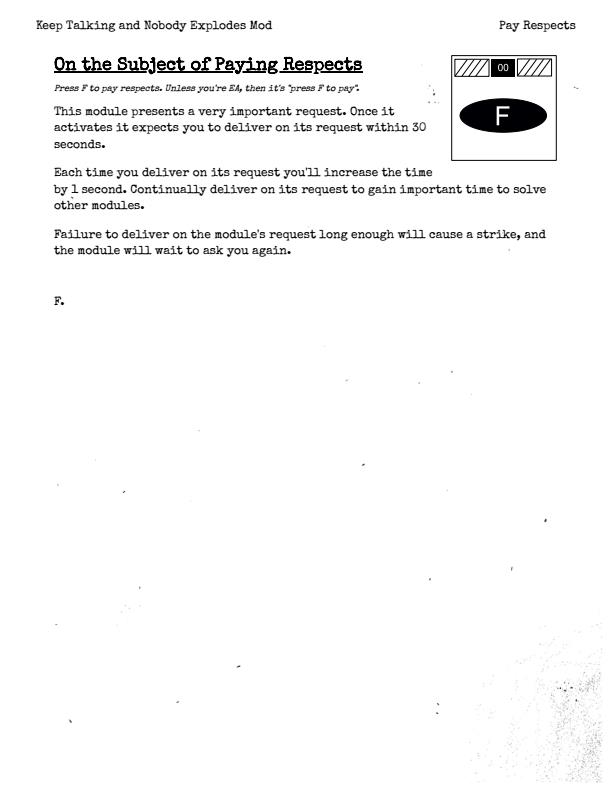 Keep Talking and Nobody Explodes Mod
Pay Respects
On the Subject of Paying Respects
00
Press F to pay respects. Unless you're EA, then it's "press F to pay".
F
This module presents a very important request. Once it
activates it expects you to deliver on its request within 30
seconds.
Each time you deliver on its request you'll increase the time
by 1 second. Continually deliver on its request to gain important time to solve
other modules.
Failure to deliver on the module's request long enough will cause a strike, and
the module will wait to ask you again.
F.